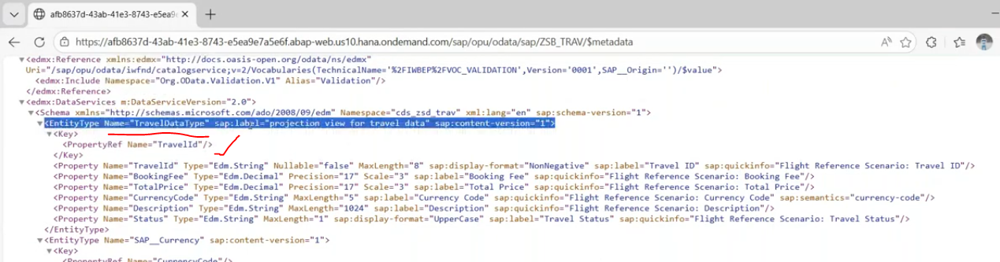 afb8637d-43ab-41e3-8743-e5ea9e
https://afb8637d-43ab-41e3-8743-e5ea9e7a5e6f.abap-web.us10.hana.ondemand.com/sap/opu/odata/sap/ZSB_TRAV/$metadata
▼<edmx:Reference xmlns:edmx="http://docs.oasis-open.org/odata/ns/edmx"
Uri="/sap/opu/odata/iwfnd/catalogservice;v=2/Vocabularies(TechnicalName='%2FIWBEP%2FVOC_VALIDATION',Version='0001',SAP__Origin='')/$value">
<edmx:Include Namespace="Org.OData.Validation.V1" Alias="Validation"/>
</edmx:Reference>
▼<edmx:DataServices m:DataServiceVersion="2.0">
▼<Schema xmlns="http://schemas.microsoft.com/ado/2008/09/edm" Namespace="cds_zsd_trav" xml:lang="en" sap:schema-version="1">
▼<EntityType Name="TravelDataType" sap:label="projection view for travel data" sap:content-version="1">
▼<Key>
<PropertyRef Name="TravelId"/>
</Key>
<Property Name="TravelId" Type="Edm.String" Nullable="false" MaxLength="8" sap:display-format="NonNegative" sap:label="Travel ID" sap:quickinfo="Flight Reference Scenario: Travel ID"/>
<Property Name="BookingFee" Type="Edm.Decimal" Precision="17" Scale="3" sap:label="Booking Fee" sap:quickinfo="Flight Reference Scenario: Booking Fee"/>
<Property Name="TotalPrice" Type="Edm.Decimal" Precision="17" Scale="3" sap:label="Total Price" sap:quickinfo="Flight Reference Scenario: Total Price"/>
<Property Name="CurrencyCode" Type="Edm.String" MaxLength="5" sap:label="Currency Code" sap:quickinfo="Flight Reference Scenario: Currency Code" sap:semantics="currency-code"/>
<Property Name="Description" Type="Edm.String" MaxLength="1024" sap:label="Description" sap:quickinfo="Flight Reference Scenario: Description"/>
<Property Name="Status" Type="Edm.String" MaxLength="1" sap:display-format="UpperCase" sap:label="Travel Status" sap:quickinfo="Flight Reference Scenario: Travel Status"/>
</EntityType>
▼<EntityType Name="SAP__Currency" sap:content-version="1">
▼<Key>
<PropertyRef Name="CurrencyCode"/>